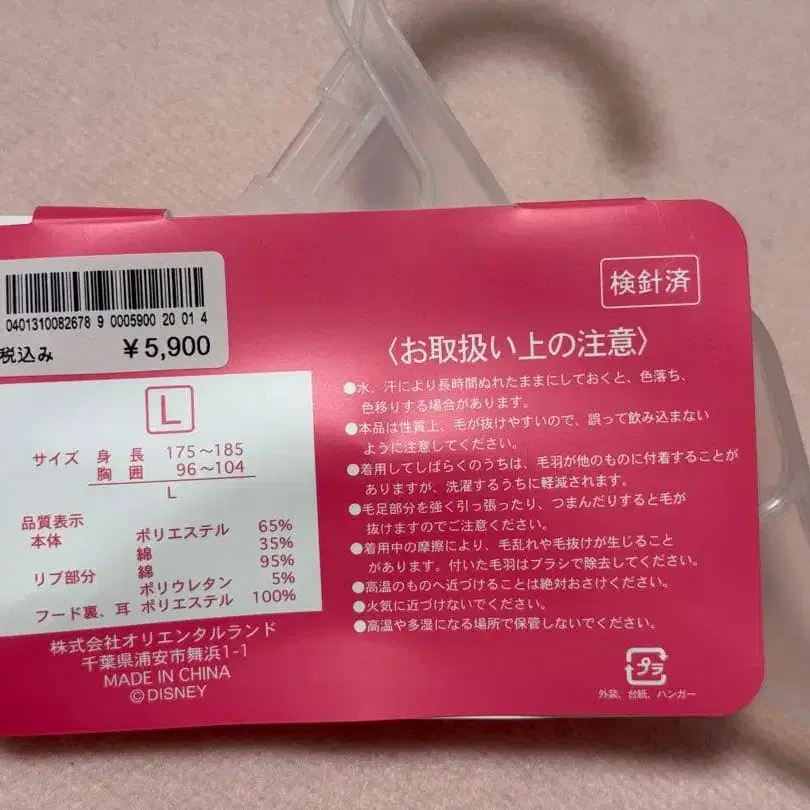 0401310082678 9 0005900 20 01 4
税込み ￥5,900
L
サイズ 身長 175～185
胸囲 96～104
L
品質表示
本体 ポリエステル 65%
綿 35%
リブ部分 綿 95%
ポリウレタン 5%
フード裏、耳 ポリエステル 100%
株式会社オリエンタルランド
千葉県浦安市舞浜1-1
MADE IN CHINA
©DISNEY
検針済
〈お取扱い上の注意〉
●水、汗により長時間ぬれたままにしておくと、色落ち、
色移りする場合があります。
●本品は性質上、毛が抜けやすいので、誤って飲み込まない
ように注意してください。
●着用してしばらくのうちは、毛羽が他のものに付着することが
ありますが、洗濯するうちに軽減されます。
●毛足部分を強く引っ張ったり、つまんだりすると毛が
抜けますのでご注意ください。
●着用中の摩擦により、毛乱れや毛抜けが生じること
があります。付いた毛羽はブラシで除去してください。
●高温のものへ近づけることは絶対おさけください。
●火気に近づけないでください。
●高温や多湿になる場所で保管しないでください。
プラ
外装、台紙、ハンガー